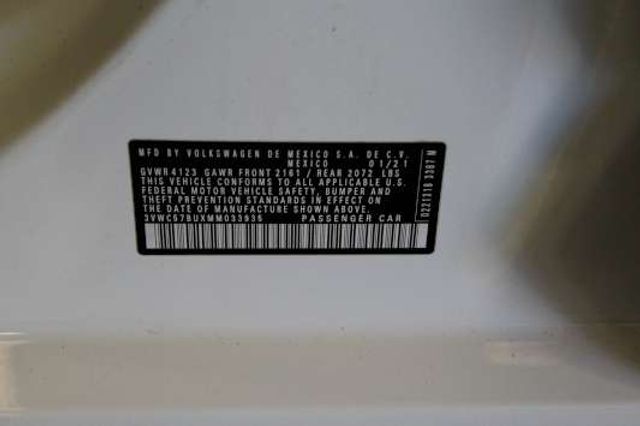 MFD BY VOLKSWAGEN DE MEXICO S.A. DE C.V.
MEXICO 01/21
GVWR 4123 GAWR FRONT 2161 / REAR 2072 LBS
THIS VEHICLE CONFORMS TO ALL APPLICABLE U.S.
FEDERAL MOTOR VEHICLE SAFETY, BUMPER AND
THEFT PREVENTION STANDARDS IN EFFECT ON
THE DATE OF MANUFACTURE SHOWN ABOVE
3VWC57BUXMM033935 PASSENGER CAR